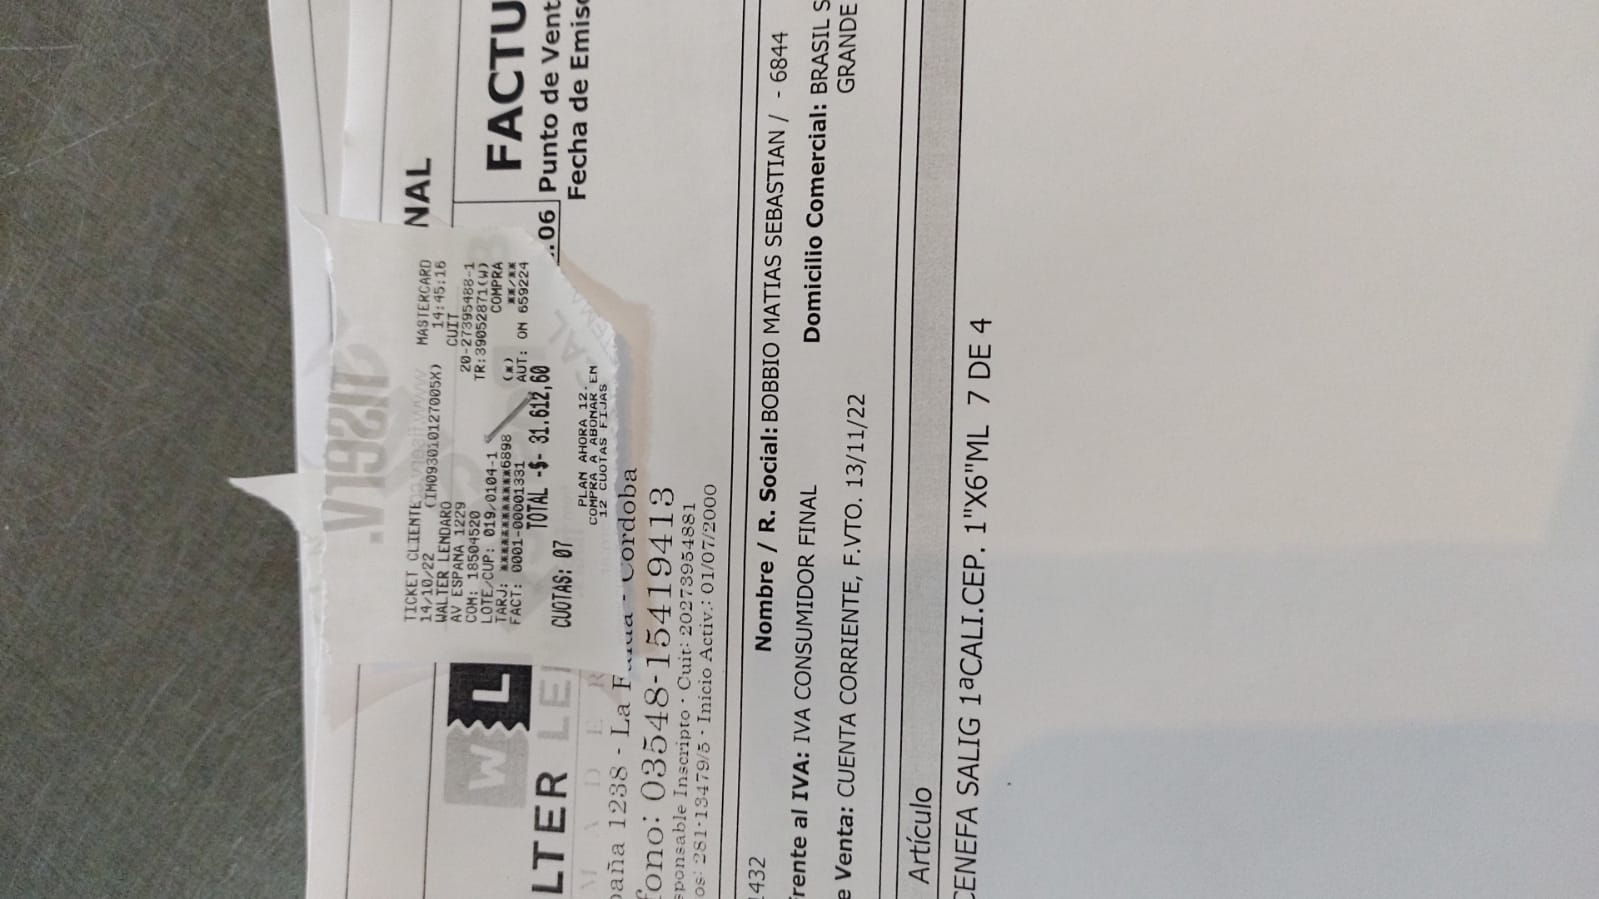 NAL
FACTU
TICKET CLIENTE
14/10/22 (IM0930101270​05X) MASTERCARD
WALTER LENDARO 14:45:16
AV ESPANA 1229 CUIT
COM: 18504520 20-27395488-1
LOTE/CUP: 019/0104-1 TR:39052871(W)
TARJ: ************6898 (*) COMPRA
FACT: 0001-00001331 AUT: ON 659224 **/**
TOTAL -$- 31.612,60
CUOTAS: 07
PLAN AHORA 12.
COMPRA A ABONAR EN
12 CUOTAS FIJAS
.06 Punto de Vent
Fecha de Emisi
W L
LTER LE
M A D E R
paña 1238 - La F Cordoba
fono: 03548-15419413
sponsable Inscripto · Cuit: 20273954881
os: 281-13479/5 · Inicio Activ.: 01/07/2000
1432 Nombre / R. Social: BOBBIO MATIAS SEBASTIAN / - 6844
frente al IVA: IVA CONSUMIDOR FINAL Domicilio Comercial: BRASIL S
GRANDE
e Venta: CUENTA CORRIENTE, F.VTO. 13/11/22
Artículo
CENEFA SALIG 1ªCALI.CEP. 1"X6"ML 7 DE 4